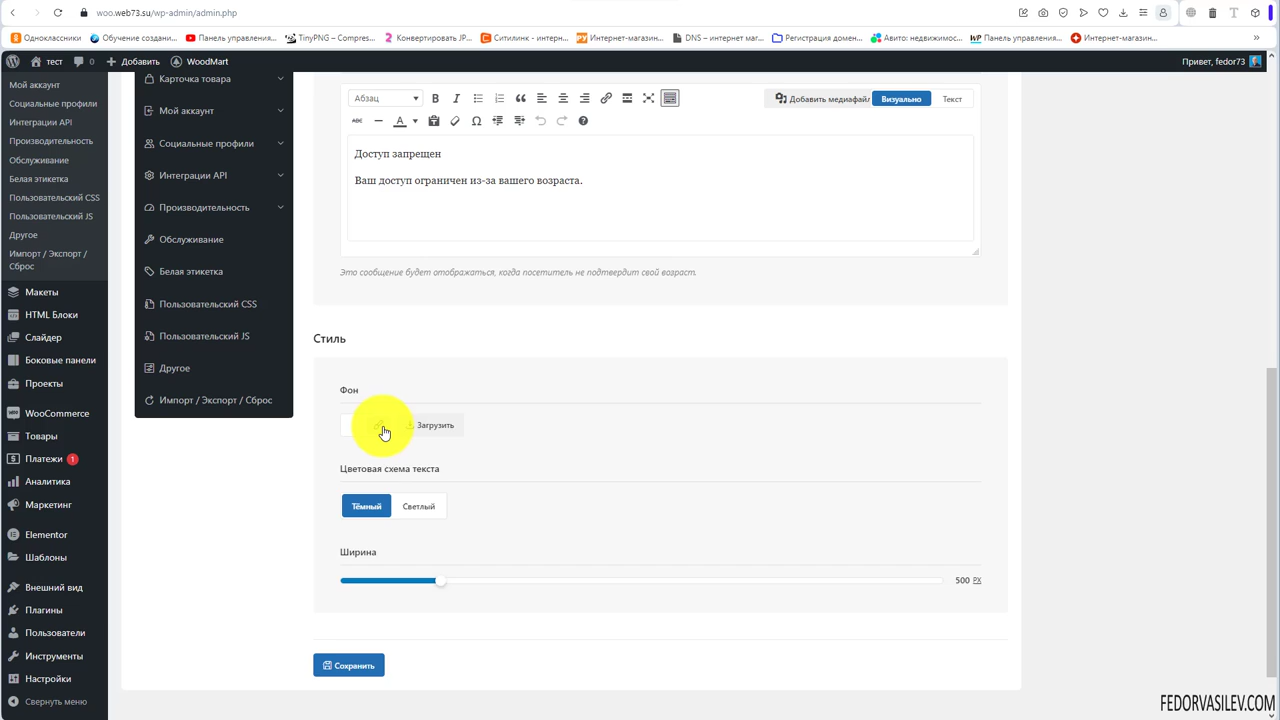 woo.web73.su/wp-admin/admin.php
Одноклассники
Обучение создани...
Панель управления...
TinyPNG – Compres...
Конвертировать JP...
Ситилинк - интерн...
Интернет-магазин...
DNS – интернет маг...
Регистрация домен...
Авито: недвижимос...
Панель управления...
Интернет-магазин...
тест
0
Добавить
WoodMart
Привет, fedor73
Мой аккаунт
Социальные профили
Интеграции API
Производительность
Обслуживание
Белая этикетка
Пользовательский CSS
Пользовательский JS
Другое
Импорт / Экспорт /
Сброс
Макеты
HTML Блоки
Слайдер
Боковые панели
Проекты
WooCommerce
Товары
Платежи 1
Аналитика
Маркетинг
Elementor
Шаблоны
Внешний вид
Плагины
Пользователи
Инструменты
Настройки
Свернуть меню
Карточка товара
Мой аккаунт
Социальные профили
Интеграции API
Производительность
Обслуживание
Белая этикетка
Пользовательский CSS
Пользовательский JS
Другое
Импорт / Экспорт / Сброс
Абзац
Добавить медиафайл
Визуально
Текст
Доступ запрещен
Ваш доступ ограничен из-за вашего возраста.
Это сообщение будет отображаться, когда посетитель не подтвердит свой возраст.
Стиль
Фон
Загрузить
Цветовая схема текста
Тёмный
Светлый
Ширина
500 PX
Сохранить
FEDORVASILEV.COM